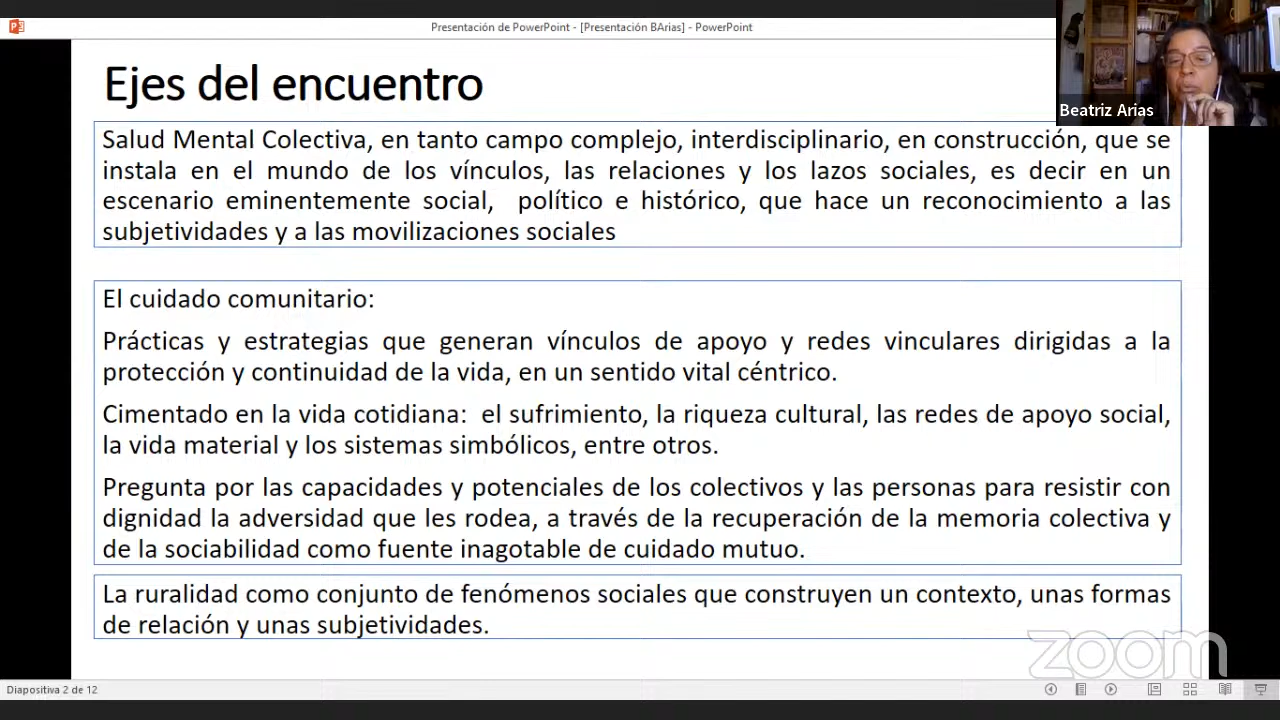 Presentación de PowerPoint - [Presentación BArias] - PowerPoint
Ejes del encuentro
Beatriz Arias
Salud Mental Colectiva, en tanto campo complejo, interdisciplinario, en construcción, que se
instala en el mundo de los vínculos, las relaciones y los lazos sociales, es decir en un
escenario eminentemente social, político e histórico, que hace un reconocimiento a las
subjetividades y a las movilizaciones sociales
El cuidado comunitario:
Prácticas y estrategias que generan vínculos de apoyo y redes vinculares dirigidas a la
protección y continuidad de la vida, en un sentido vital céntrico.
Cimentado en la vida cotidiana: el sufrimiento, la riqueza cultural, las redes de apoyo social,
la vida material y los sistemas simbólicos, entre otros.
Pregunta por las capacidades y potenciales de los colectivos y las personas para resistir con
dignidad la adversidad que les rodea, a través de la recuperación de la memoria colectiva y
de la sociabilidad como fuente inagotable de cuidado mutuo.
La ruralidad como conjunto de fenómenos sociales que construyen un contexto, unas formas
de relación y unas subjetividades.
zoom
Diapositiva 2 de 12